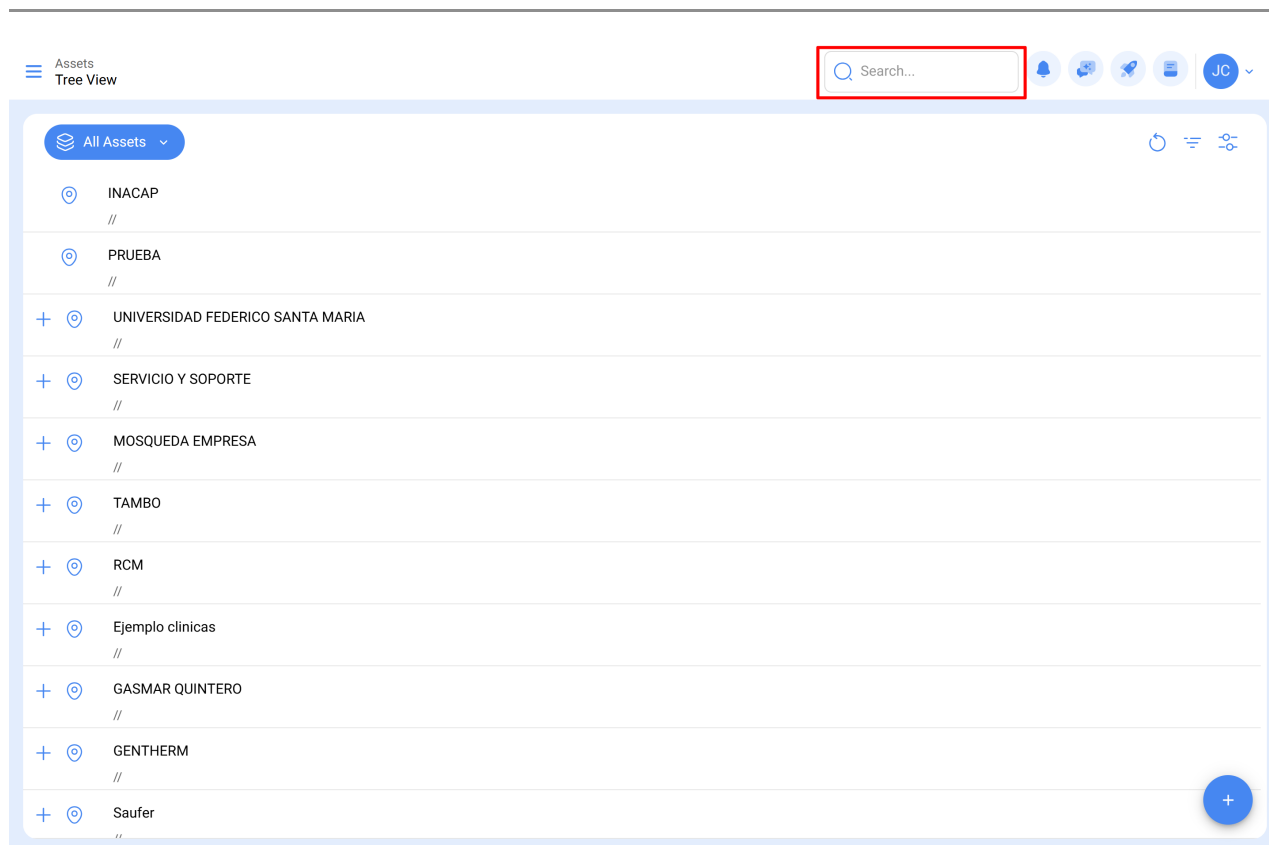 Assets
Tree View
Search...
JC
All Assets
INACAP
//
PRUEBA
//
UNIVERSIDAD FEDERICO SANTA MARIA
//
SERVICIO Y SOPORTE
//
MOSQUEDA EMPRESA
//
TAMBO
//
RCM
//
Ejemplo clinicas
//
GASMAR QUINTERO
//
GENTHERM
//
Saufer
//